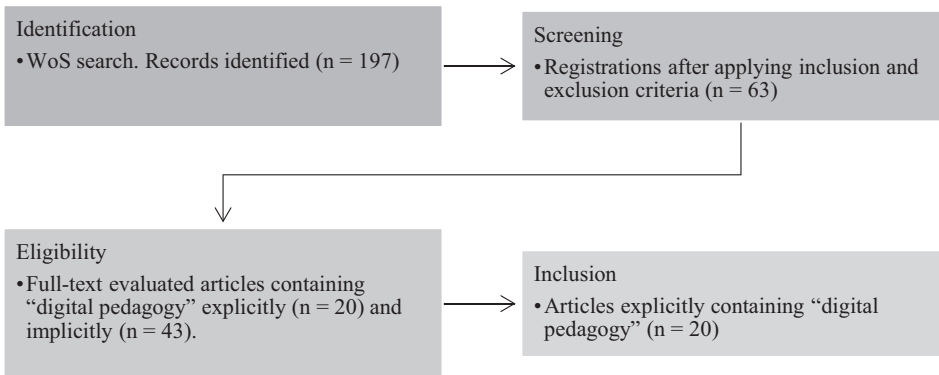 Identification
•WoS search. Records identified (n = 197)
Screening
•Registrations after applying inclusion and
exclusion criteria (n = 63)
Eligibility
•Full-text evaluated articles containing
“digital pedagogy” explicitly (n = 20) and
implicitly (n = 43).
Inclusion
•Articles explicitly containing “digital
pedagogy” (n = 20)